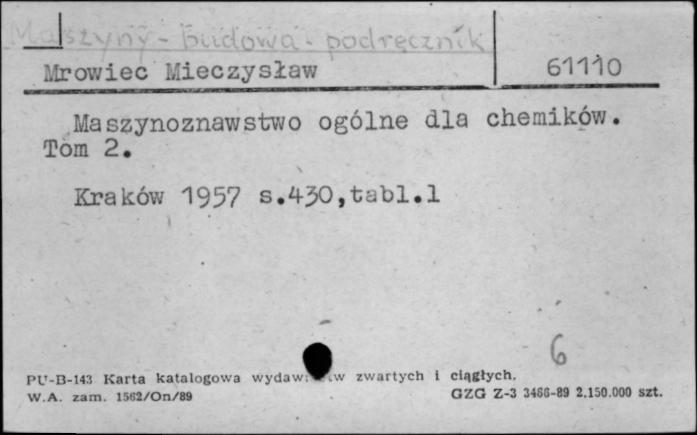 Maszyny - budowa - podręcznik
Mrowiec Mieczysław 61110
Maszynoznawstwo ogólne dla chemików.
Tom 2.
Kraków 1957 s.430,tabl.1
6
PU-B-143 Karta katalogowa zwartych i ciągłych.
W.A. zam. 1562/On/89 GZG Z-3 3466-89 2.150.000 szt.